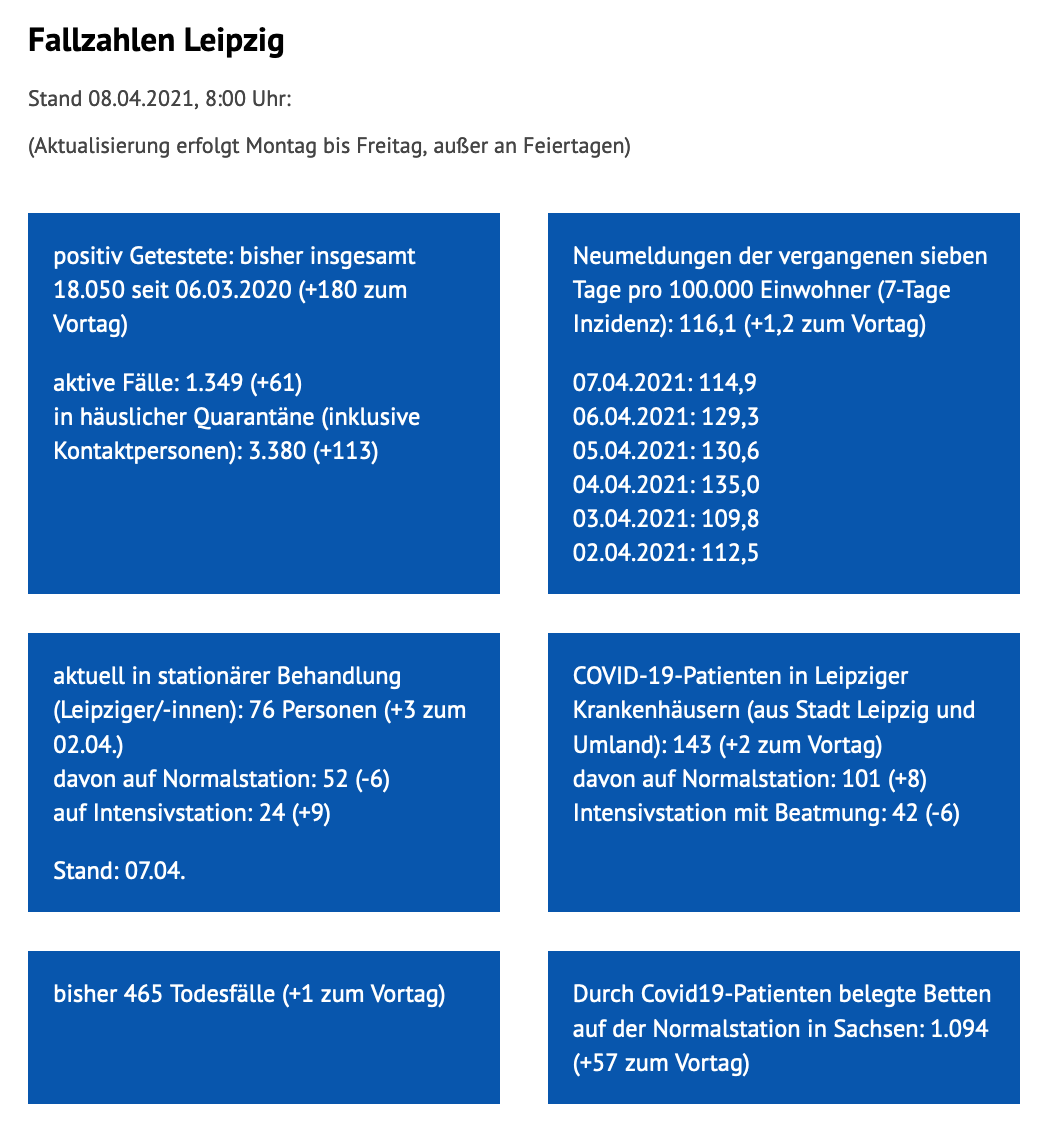 Fallzahlen Leipzig
Stand 08.04.2021, 8:00 Uhr:
(Aktualisierung erfolgt Montag bis Freitag, außer an Feiertagen)
positiv Getestete: bisher insgesamt
18.050 seit 06.03.2020 (+180 zum
Vortag)
aktive Fälle: 1.349 (+61)
in häuslicher Quarantäne (inklusive
Kontaktpersonen): 3.380 (+113)
Neumeldungen der vergangenen sieben
Tage pro 100.000 Einwohner (7-Tage
Inzidenz): 116,1 (+1,2 zum Vortag)
07.04.2021: 114,9
06.04.2021: 129,3
05.04.2021: 130,6
04.04.2021: 135,0
03.04.2021: 109,8
02.04.2021: 112,5
aktuell in stationärer Behandlung
(Leipziger/-innen): 76 Personen (+3 zum
02.04.)
davon auf Normalstation: 52 (-6)
auf Intensivstation: 24 (+9)
Stand: 07.04.
COVID-19-Patienten in Leipziger
Krankenhäusern (aus Stadt Leipzig und
Umland): 143 (+2 zum Vortag)
davon auf Normalstation: 101 (+8)
Intensivstation mit Beatmung: 42 (-6)
bisher 465 Todesfälle (+1 zum Vortag)
Durch Covid19-Patienten belegte Betten
auf der Normalstation in Sachsen: 1.094
(+57 zum Vortag)